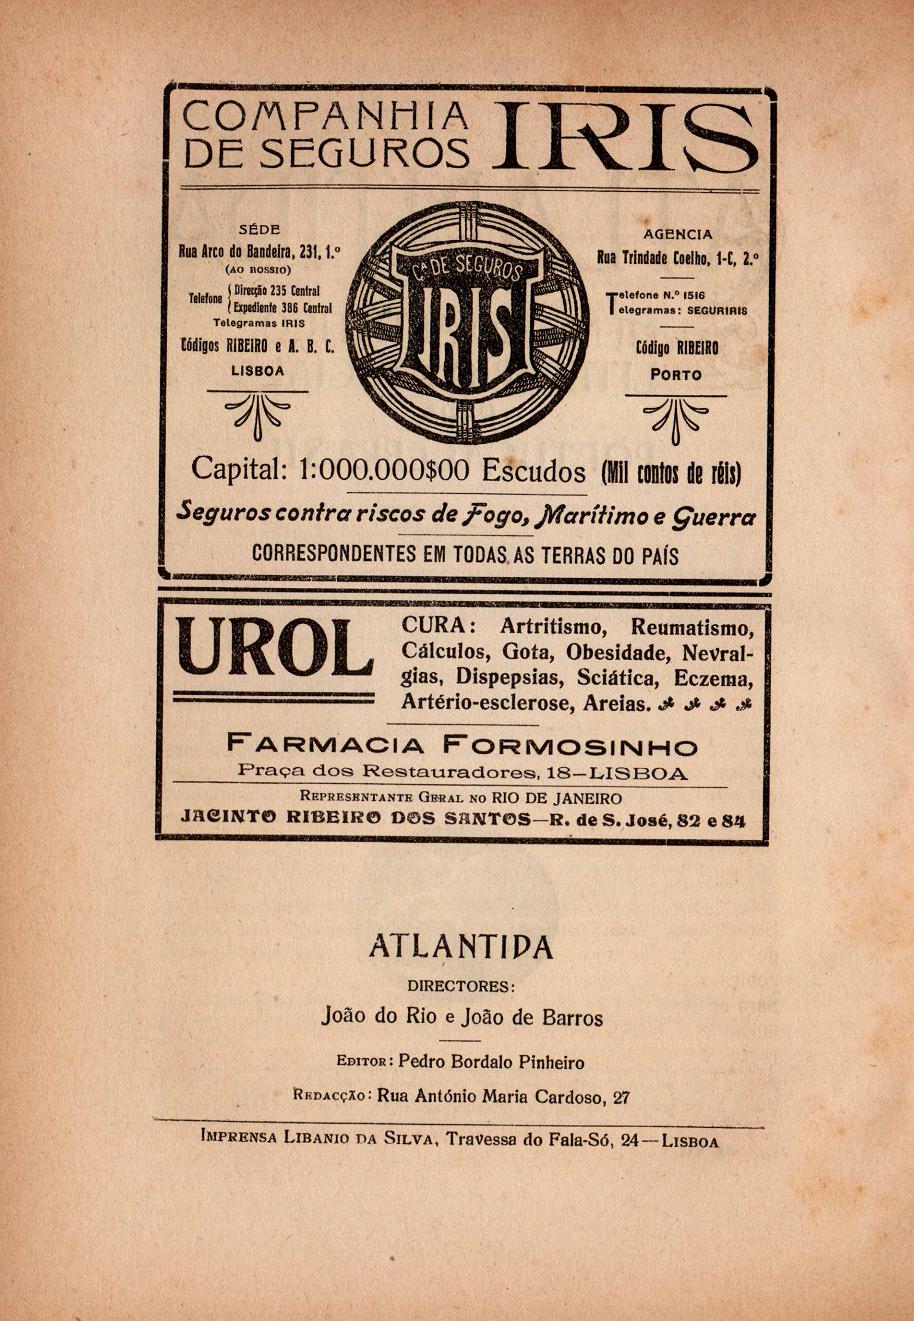 COMPANHIA
DE SEGUROS IRIS
SÉDE
Rua Arco do Bandeira, 231, 1.º
(AO ROSSIO)
Telefone { Direcção 235 Central
Expediente 386 Central
Telegramas IRIS
Códigos RIBEIRO e A. B. C.
LISBOA
Cª DE SEGUROS
IRIS
AGENCIA
Rua Trindade Coelho, 1-C, 2.º
Telefone N.º 1516
Telegramas: SEGURIRIS
Código RIBEIRO
PORTO
Capital: 1:000.000$00 Escudos (Mil contos de réis)
Seguros contra riscos de Fogo, Marítimo e Guerra
CORRESPONDENTES EM TODAS AS TERRAS DO PAÍS
UROL
CURA: Artritismo, Reumatismo,
Cálculos, Gota, Obesidade, Nevral-
gias, Dispepsias, Sciática, Eczema,
Artério-esclerose, Areias.
FARMACIA FORMOSINHO
Praça dos Restauradores, 18—LISBOA
REPRESENTANTE GERAL NO RIO DE JANEIRO
JACINTO RIBEIRO DOS SANTOS—R. de S. José, 82 e 84
ATLANTIDA
DIRECTORES:
João do Rio e João de Barros
EDITOR: Pedro Bordalo Pinheiro
REDACÇÃO: Rua António Maria Cardoso, 27
IMPRENSA LIBANIO DA SILVA, Travessa do Fala-Só, 24—LISBOA